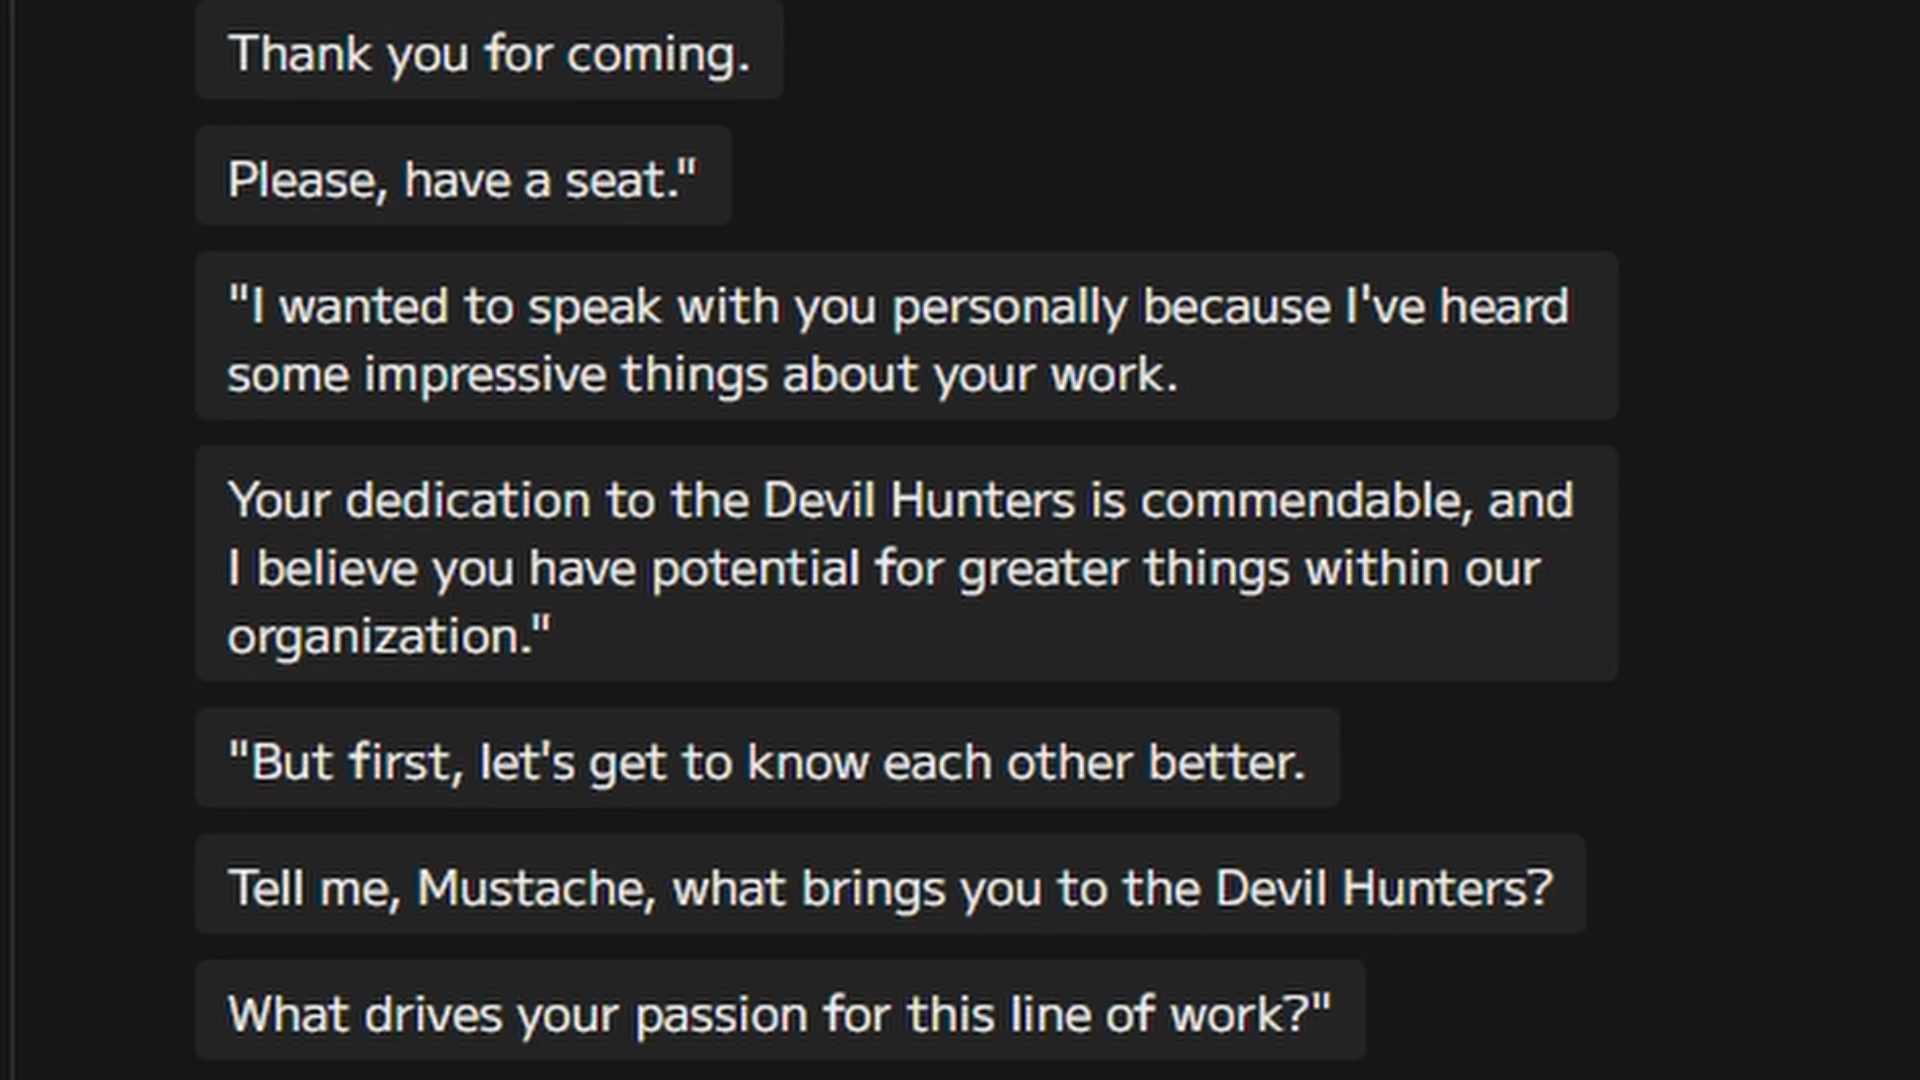 Thank you for coming.
Please, have a seat."
"I wanted to speak with you personally because I've heard
some impressive things about your work.
Your dedication to the Devil Hunters is commendable, and
I believe you have potential for greater things within our
organization."
"But first, let's get to know each other better.
Tell me, Mustache, what brings you to the Devil Hunters?
What drives your passion for this line of work?"